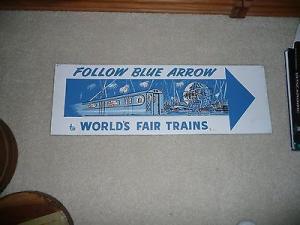 FOLLOW BLUE ARROW
to WORLD'S FAIR TRAINS